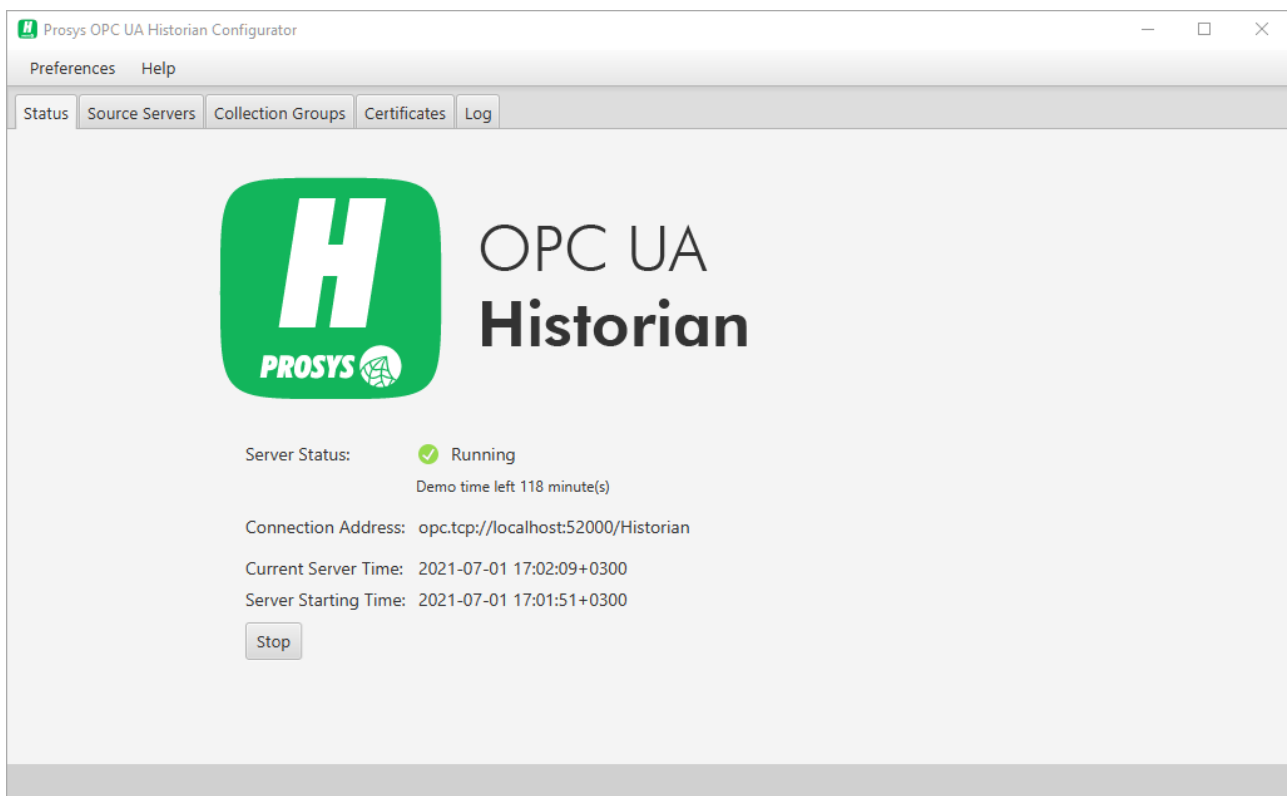 Prosys OPC UA Historian Configurator
Preferences Help
Status Source Servers Collection Groups Certificates Log
H
PROSYS
OPC UA
Historian
Server Status: Running
Demo time left 118 minute(s)
Connection Address: opc.tcp://localhost:52000/Historian
Current Server Time: 2021-07-01 17:02:09+0300
Server Starting Time: 2021-07-01 17:01:51+0300
Stop